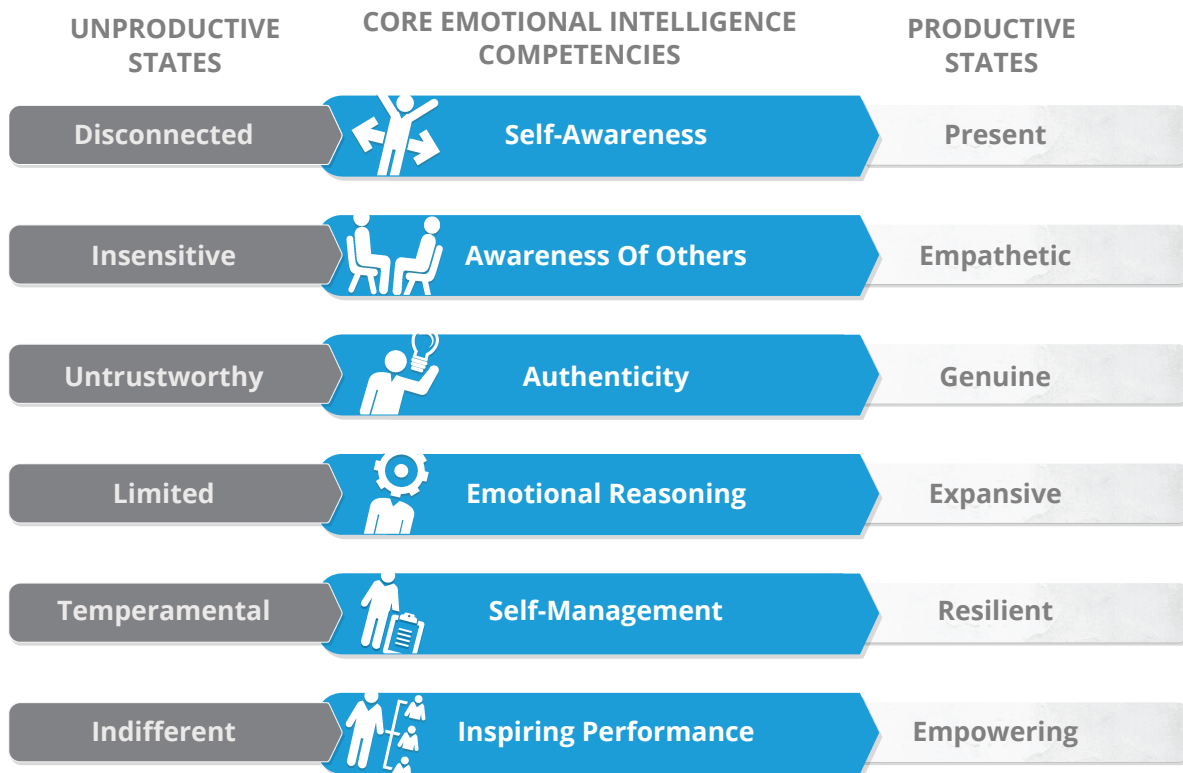 UNPRODUCTIVE
STATES
CORE EMOTIONAL INTELLIGENCE
COMPETENCIES
PRODUCTIVE
STATES
Disconnected
Self-Awareness
Present
Insensitive
Awareness Of Others
Empathetic
Untrustworthy
Authenticity
Genuine
Limited
Emotional Reasoning
Expansive
Temperamental
Self-Management
Resilient
Indifferent
Inspiring Performance
Empowering